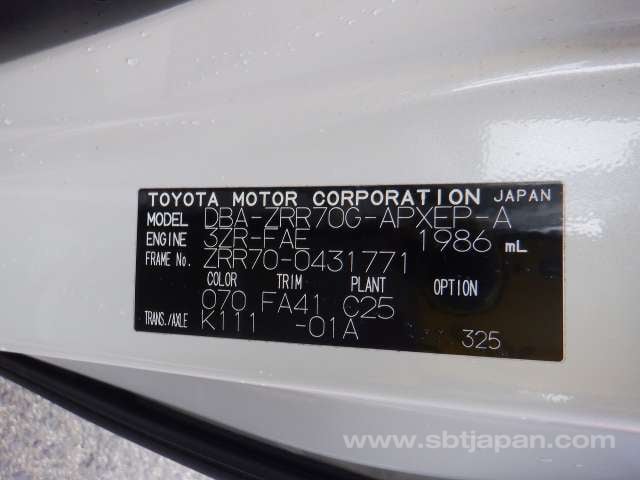 TOYOTA MOTOR CORPORATION JAPAN
MODEL DBA-ZRR70G-APXEP-A
ENGINE 3ZR-FAE 1986 mL
FRAME No. ZRR70-0431771
COLOR TRIM PLANT OPTION
070 FA41 C25
TRANS./AXLE K111 -01A 325
www.sbtjapan.com